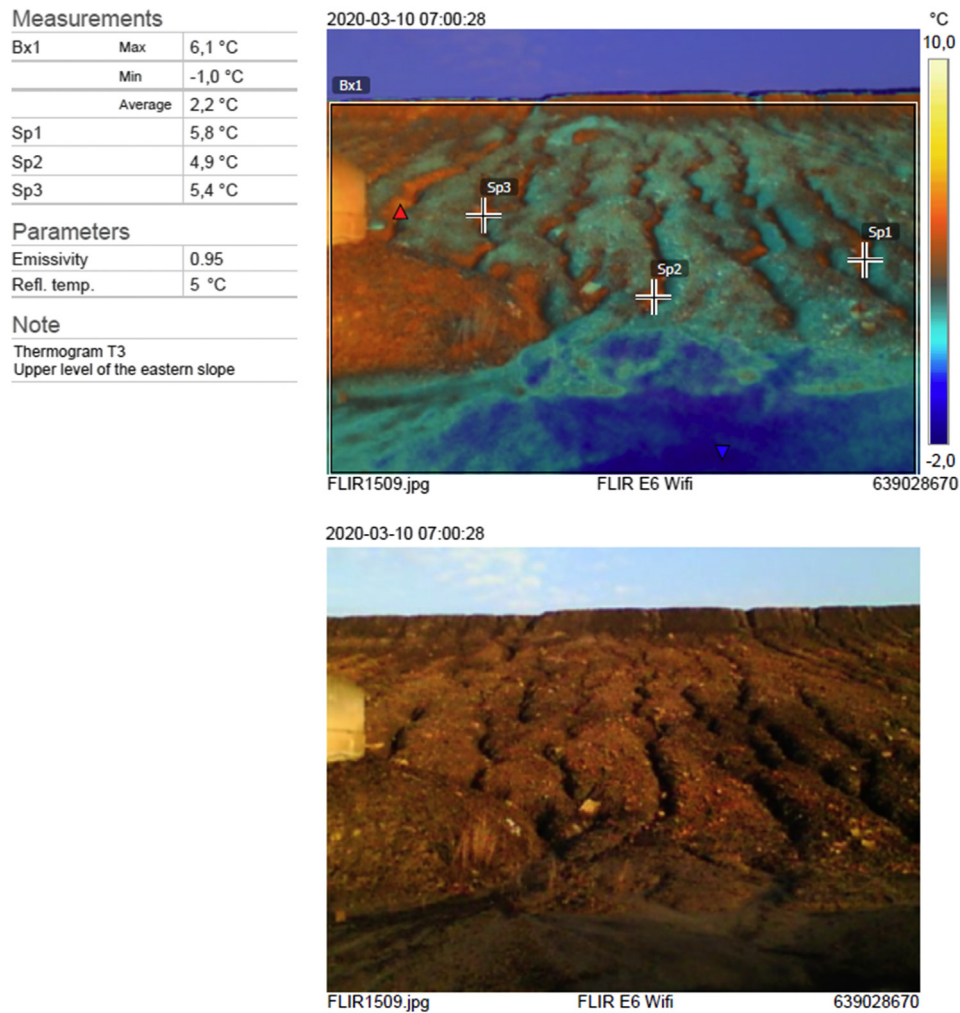 Measurements
Bx1 Max 6,1 °C
Min -1,0 °C
Average 2,2 °C
Sp1 5,8 °C
Sp2 4,9 °C
Sp3 5,4 °C
Parameters
Emissivity 0.95
Refl. temp. 5 °C
Note
Thermogram T3
Upper level of the eastern slope
2020-03-10 07:00:28
°C
10,0
Bx1
Sp3
Sp1
Sp2
-2,0
FLIR1509.jpg FLIR E6 Wifi 639028670
2020-03-10 07:00:28
FLIR1509.jpg FLIR E6 Wifi 639028670